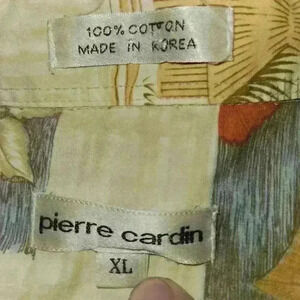 100% COTTON
MADE IN KOREA
pierre cardin
XL